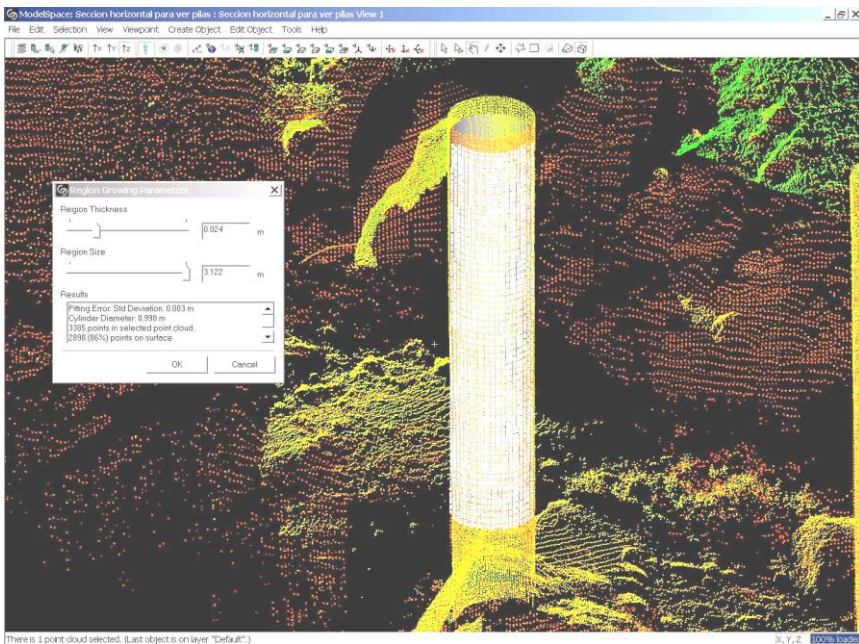 ModelSpace: Seccion horizontal para ver pilas : Seccion horizontal para ver pilas View 1
File Edit Selection View Viewpoint Create Object Edit Object Tools Help
Region Growing Parameters
Region Thickness
0.024 m
Region Size
3.122 m
Results
Fitting Error: Std Deviation: 0.003 m
Cylinder Diameter: 0.998 m
3385 points in selected point cloud.
2898 (86%) points on surface
OK Cancel
There is 1 point cloud selected. (Last object is on layer "Default".)
X, Y, Z 100% loaded